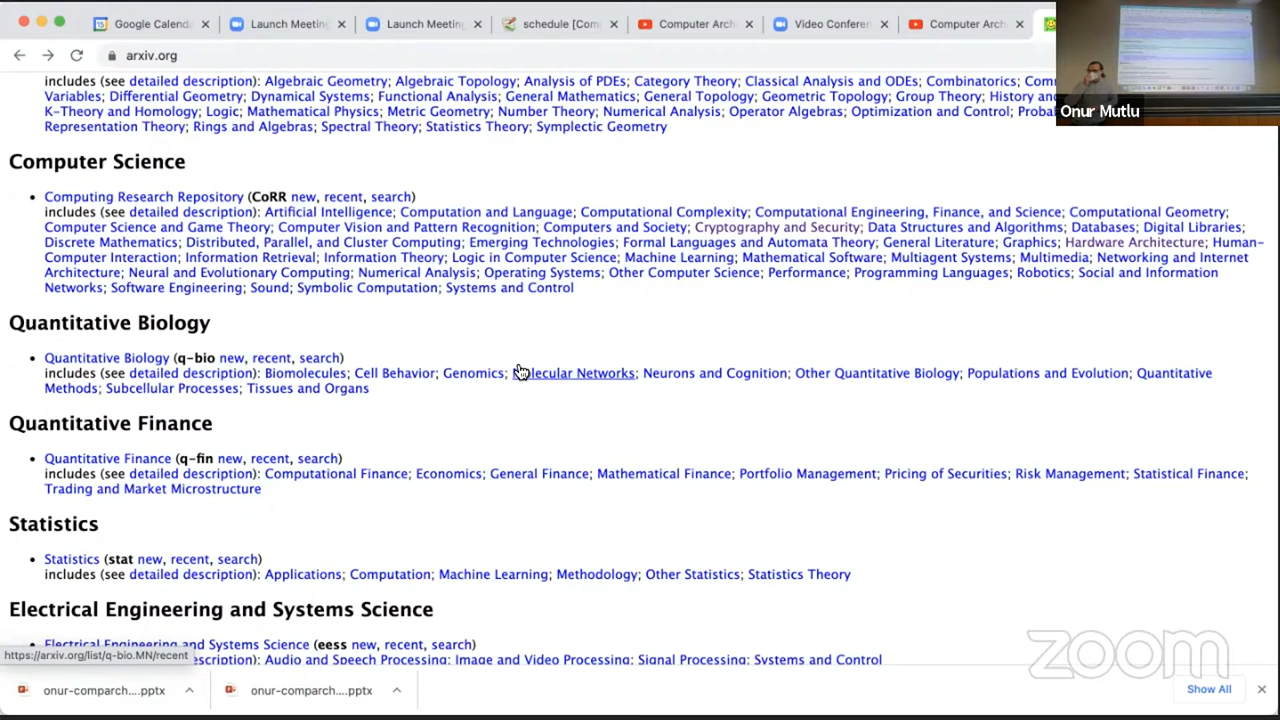 Google Calenda
Launch Meeting
Launch Meeting
schedule [Com
Computer Arch
Video Conferen
Computer Arch
arxiv.org
Onur Mutlu
includes (see detailed description): Algebraic Geometry; Algebraic Topology; Analysis of PDEs; Category Theory; Classical Analysis and ODEs; Combinatorics; Com
Variables; Differential Geometry; Dynamical Systems; Functional Analysis; General Mathematics; General Topology; Geometric Topology; Group Theory; History and
K-Theory and Homology; Logic; Mathematical Physics; Metric Geometry; Number Theory; Numerical Analysis; Operator Algebras; Optimization and Control; Proba
Representation Theory; Rings and Algebras; Spectral Theory; Statistics Theory; Symplectic Geometry
Computer Science
• Computing Research Repository (CoRR new, recent, search)
includes (see detailed description): Artificial Intelligence; Computation and Language; Computational Complexity; Computational Engineering, Finance, and Science; Computational Geometry;
Computer Science and Game Theory; Computer Vision and Pattern Recognition; Computers and Society; Cryptography and Security; Data Structures and Algorithms; Databases; Digital Libraries;
Discrete Mathematics; Distributed, Parallel, and Cluster Computing; Emerging Technologies; Formal Languages and Automata Theory; General Literature; Graphics; Hardware Architecture; Human-
Computer Interaction; Information Retrieval; Information Theory; Logic in Computer Science; Machine Learning; Mathematical Software; Multiagent Systems; Multimedia; Networking and Internet
Architecture; Neural and Evolutionary Computing; Numerical Analysis; Operating Systems; Other Computer Science; Performance; Programming Languages; Robotics; Social and Information
Networks; Software Engineering; Sound; Symbolic Computation; Systems and Control
Quantitative Biology
• Quantitative Biology (q-bio new, recent, search)
includes (see detailed description): Biomolecules; Cell Behavior; Genomics; Molecular Networks; Neurons and Cognition; Other Quantitative Biology; Populations and Evolution; Quantitative
Methods; Subcellular Processes; Tissues and Organs
Quantitative Finance
• Quantitative Finance (q-fin new, recent, search)
includes (see detailed description): Computational Finance; Economics; General Finance; Mathematical Finance; Portfolio Management; Pricing of Securities; Risk Management; Statistical Finance;
Trading and Market Microstructure
Statistics
• Statistics (stat new, recent, search)
includes (see detailed description): Applications; Computation; Machine Learning; Methodology; Other Statistics; Statistics Theory
Electrical Engineering and Systems Science
• Electrical Engineering and Systems Science (eess new, recent, search)
https://arxiv.org/list/q-bio.MN/recent
description): Audio and Speech Processing; Image and Video Processing; Signal Processing; Systems and Control
zoom
onur-comparch....pptx
onur-comparch....pptx
Show All